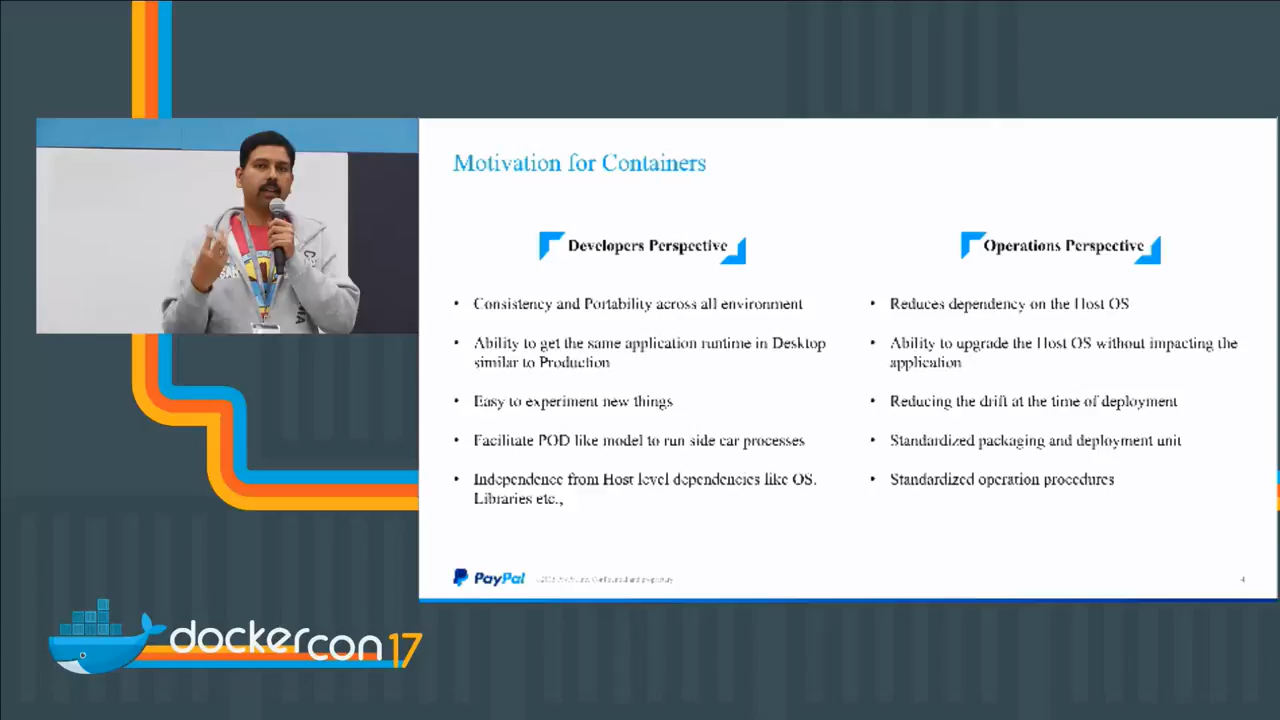 Motivation for Containers
Developers Perspective
• Consistency and Portability across all environment
• Ability to get the same application runtime in Desktop
similar to Production
• Easy to experiment new things
• Facilitate POD like model to run side car processes
• Independence from Host level dependencies like OS.
Libraries etc.,
Operations Perspective
• Reduces dependency on the Host OS
• Ability to upgrade the Host OS without impacting the
application
• Reducing the drift at the time of deployment
• Standardized packaging and deployment unit
• Standardized operation procedures
PayPal
4
dockercon 17